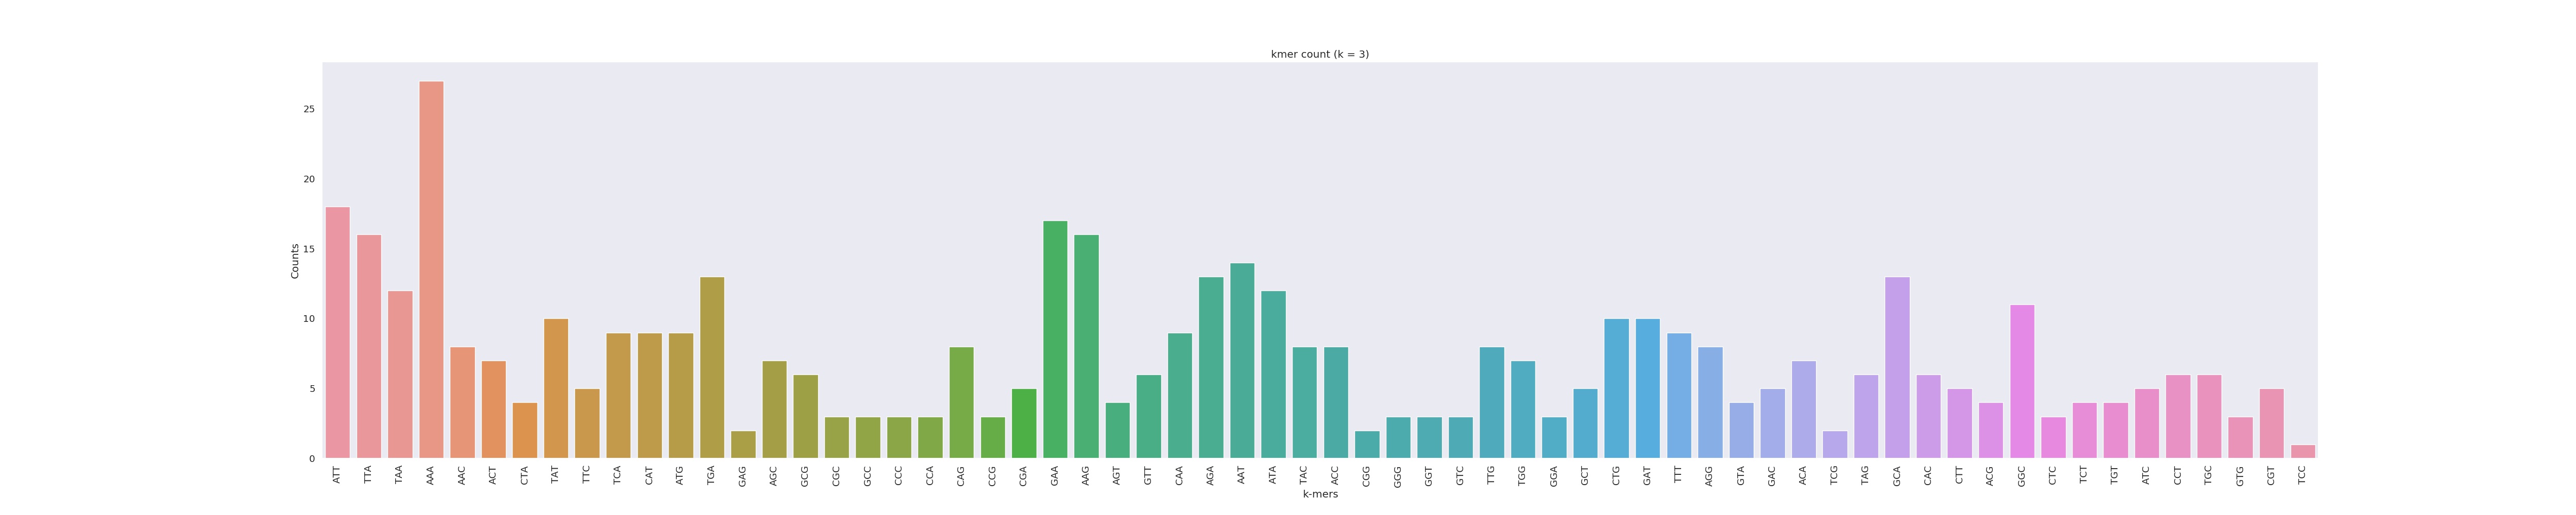 kmer count (k = 3)
25
20
15
10
5
0
Counts
ATT TTA TAA AAA AAC ACT CTA TAT TTC TCA CAT ATG TGA GAG AGC GCG CGC GCC CCC CCA CAG CCG CGA GAA AAG AGT GTT CAA AGA AAT ATA TAC ACC CGG GGG GGT GTC TTG TGG GGA GCT CTG GAT TTT AGG GTA GAC ACA TCG TAG GCA CAC CTT ACG GGC CTC TCT TGT ATC CCT TGC GTG CGT TCC
k-mers